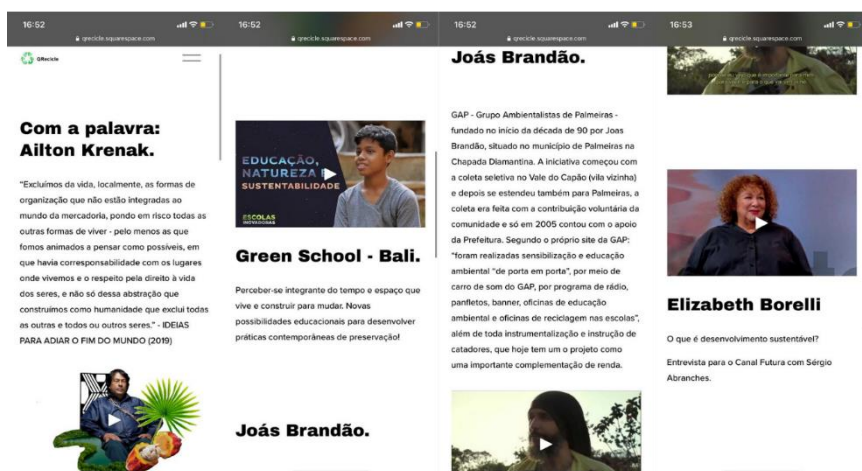 16:52
qrecicle.squarespace.com
QRecicle
Com a palavra:
Ailton Krenak.
“Excluímos da vida, localmente, as formas de
organização que não estão integradas ao
mundo da mercadoria, pondo em risco todas as
outras formas de viver - pelo menos as que
fomos animados a pensar como possíveis, em
que havia corresponsabilidade com os lugares
onde vivemos e o respeito pelo direito à vida
dos seres, e não só dessa abstração que
construímos como humanidade que exclui todas
as outras e todos ou outros seres.” - IDEIAS
PARA ADIAR O FIM DO MUNDO (2019)
16:52
qrecicle.squarespace.com
EDUCAÇÃO,
NATUREZA E
SUSTENTABILIDADE
ESCOLAS
INOVADORAS
Green School - Bali.
Perceber-se integrante do tempo e espaço que
vive e construir para mudar. Novas
possibilidades educacionais para desenvolver
práticas contemporâneas de preservação!
Joás Brandão.
16:52
qrecicle.squarespace.com
Joás Brandão.
GAP - Grupo Ambientalistas de Palmeiras -
fundado no início da década de 90 por Joas
Brandão, situado no município de Palmeiras na
Chapada Diamantina. A iniciativa começou com
a coleta seletiva no Vale do Capão (vila vizinha)
e depois se estendeu também para Palmeiras, a
coleta era feita com a contribuição voluntária da
comunidade e só em 2005 contou com o apoio
da Prefeitura. Segundo o próprio site da GAP:
“foram realizadas sensibilização e educação
ambiental “de porta em porta”, por meio de
carro de som do GAP, por programa de rádio,
panfletos, banner, oficinas de educação
ambiental e oficinas de reciclagem nas escolas”,
além de toda instrumentalização e instrução de
catadores, que hoje tem um o projeto como
uma importante complementação de renda.
16:53
qrecicle.squarespace.com
Elizabeth Borelli
O que é desenvolvimento sustentável?
Entrevista para o Canal Futura com Sérgio
Abranches.